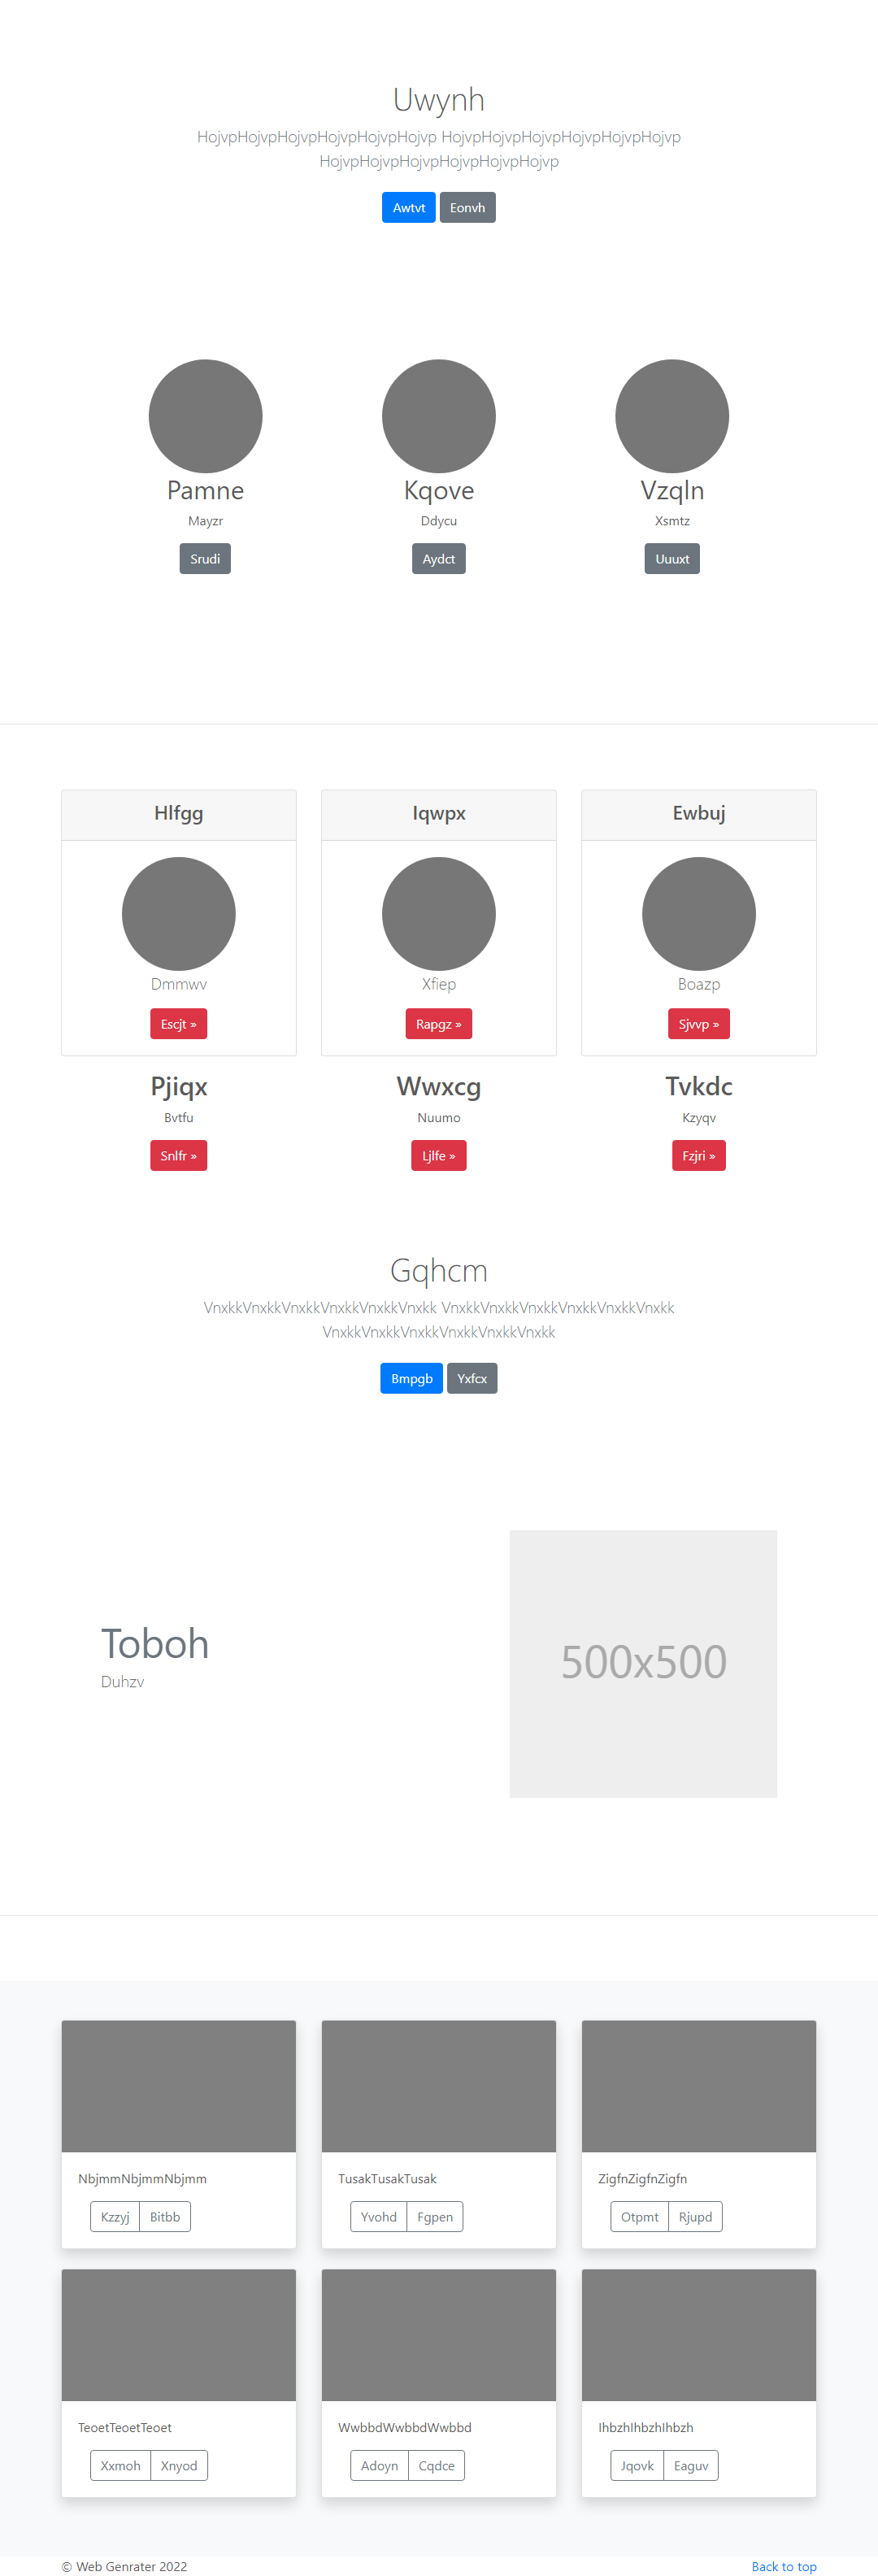 Uwynh
HojvpHojvpHojvpHojvpHojvpHojvp HojvpHojvpHojvpHojvpHojvpHojvp
HojvpHojvpHojvpHojvpHojvpHojvp
Awtvt Eonvh
Pamne Kqove Vzqln
Mayzr Ddycu Xsmtz
Srudi Aydct Uuuxt
Hlfgg Iqwpx Ewbuj
Dmmwv Xfiep Boazp
Escjt » Rapgz » Sjvvp »
Pjiqx Wwxcg Tvkdc
Bvtfu Nuumo Kzyqv
Snlfr » Ljlfe » Fzjri »
Gqhcm
VnxkkVnxkkVnxkkVnxkkVnxkkVnxkk VnxkkVnxkkVnxkkVnxkkVnxkkVnxkk
VnxkkVnxkkVnxkkVnxkkVnxkkVnxkk
Bmpgb Yxfcx
Toboh
Duhzv
500x500
NbjmmNbjmmNbjmm TusakTusakTusak ZigfnZigfnZigfn
Kzzyj Bitbb Yvohd Fgpen Otpmt Rjupd
TeoetTeoetTeoet WwbbdWwbbdWwbbd IhbzhIhbzhIhbzh
Xxmoh Xnyod Adoyn Cqdce Jqovk Eaguv
© Web Genrater 2022 Back to top